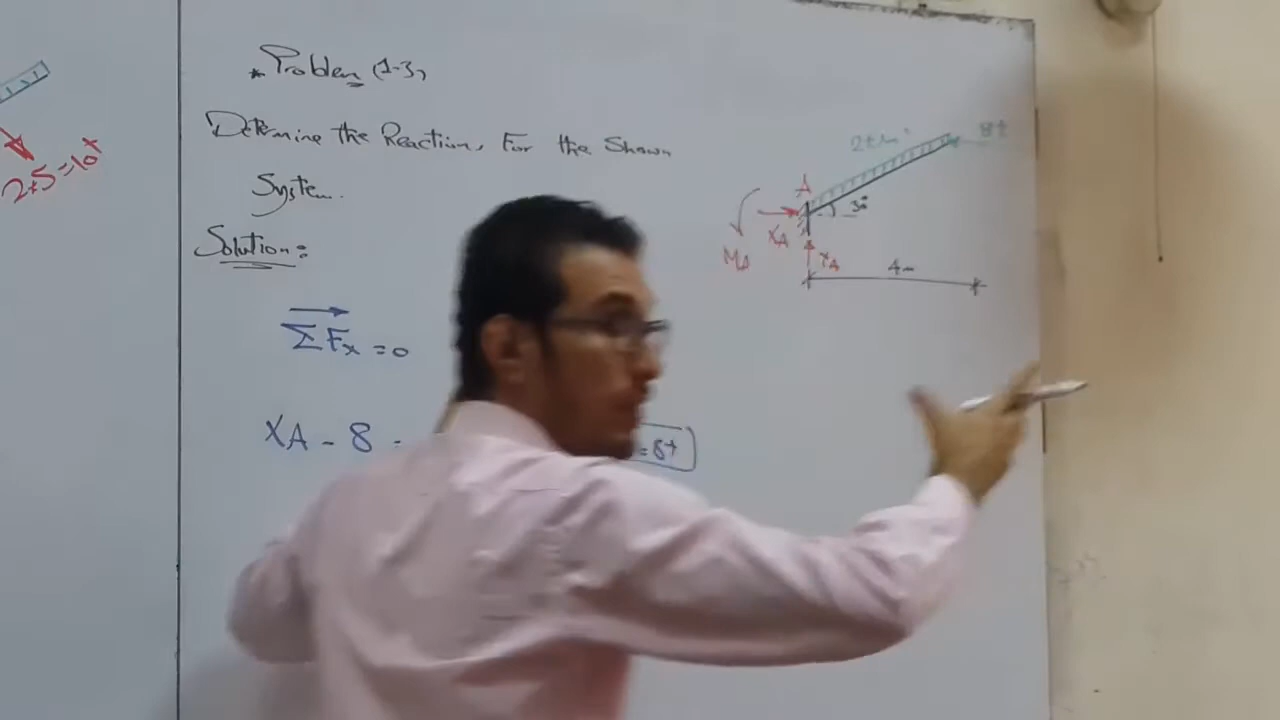 2*5=10t
* Problem (1-3)
Determine the Reactions For the Shown
System.
Solution:
ΣFx = 0
XA - 8 -
= 8t
2t/m'
8t
A
30°
XA
MA
YA
4m